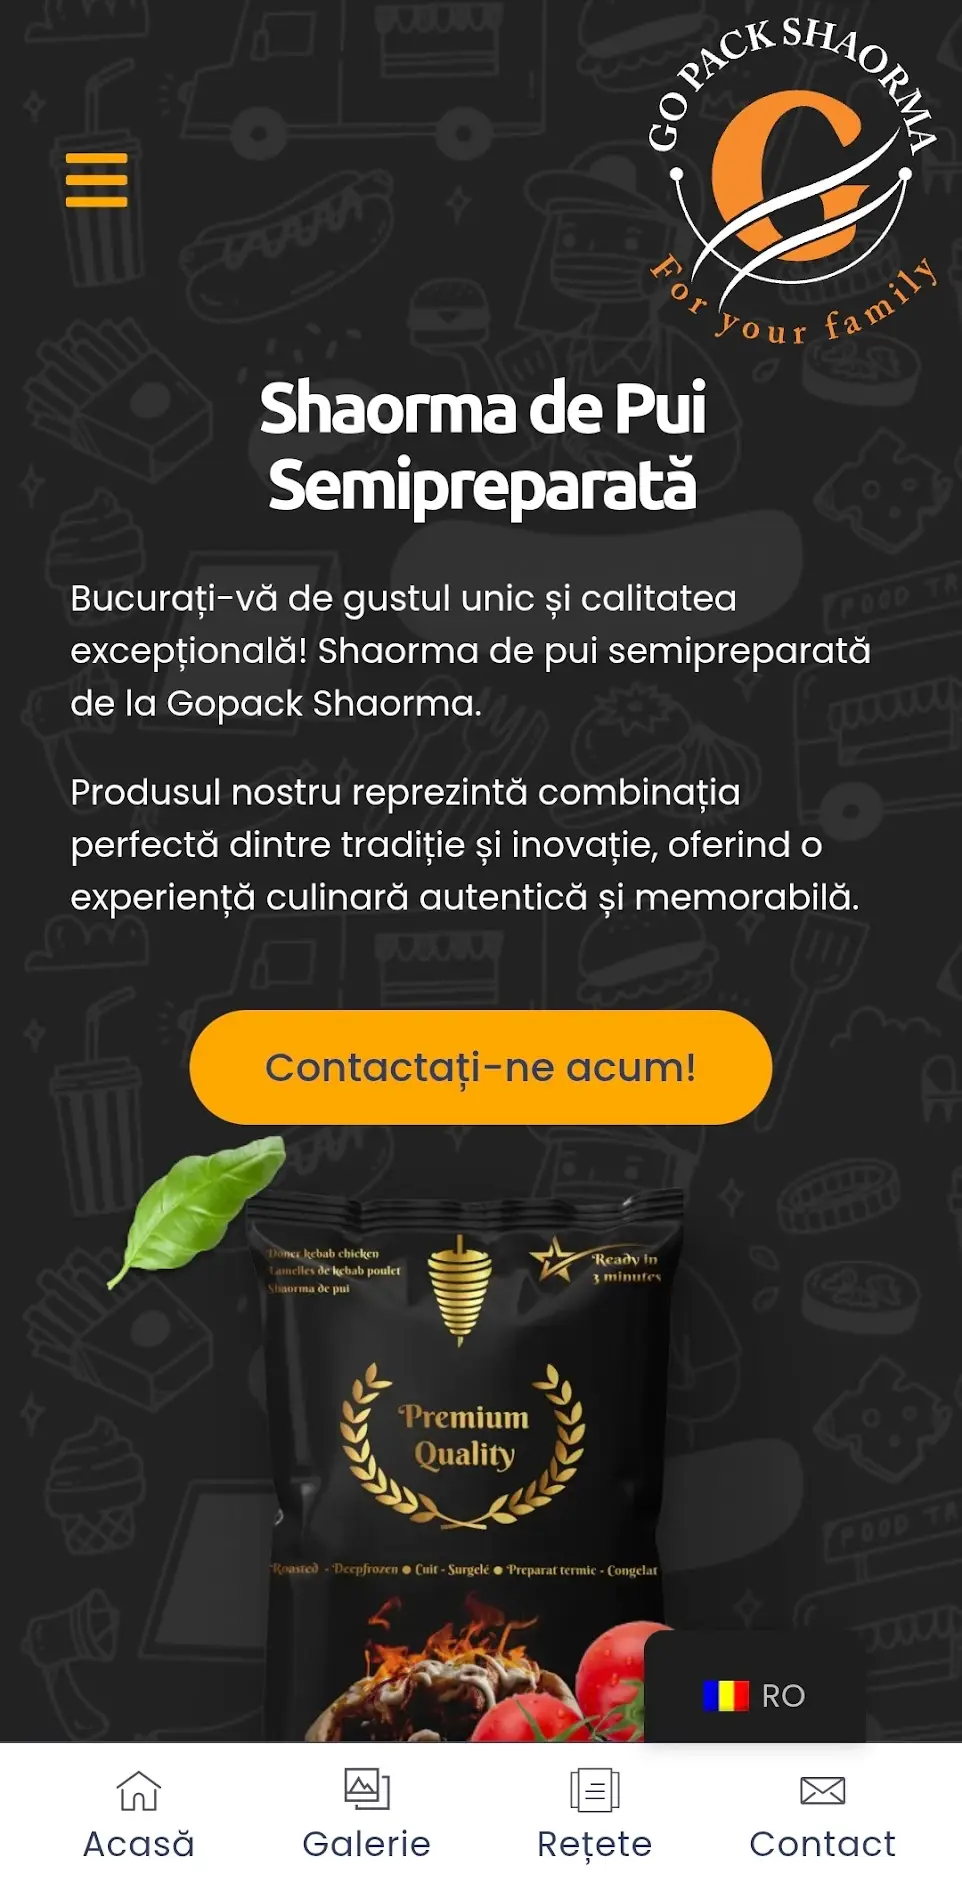 GO PACK SHAORMA
For your family
Shaorma de Pui
Semipreparată
Bucurați-vă de gustul unic și calitatea
excepțională! Shaorma de pui semipreparată
de la Gopack Shaorma.
Produsul nostru reprezintă combinația
perfectă dintre tradiție și inovație, oferind o
experiență culinară autentică și memorabilă.
Contactați-ne acum!
Doner kebab chicken
Lamelles de kebab poulet
Shaorma de pui
Ready in
3 minutes
Premium
Quality
Roasted - Deepfrozen ● Cuit - Surgelé ● Preparat termic - Congelat
RO
Acasă
Galerie
Rețete
Contact